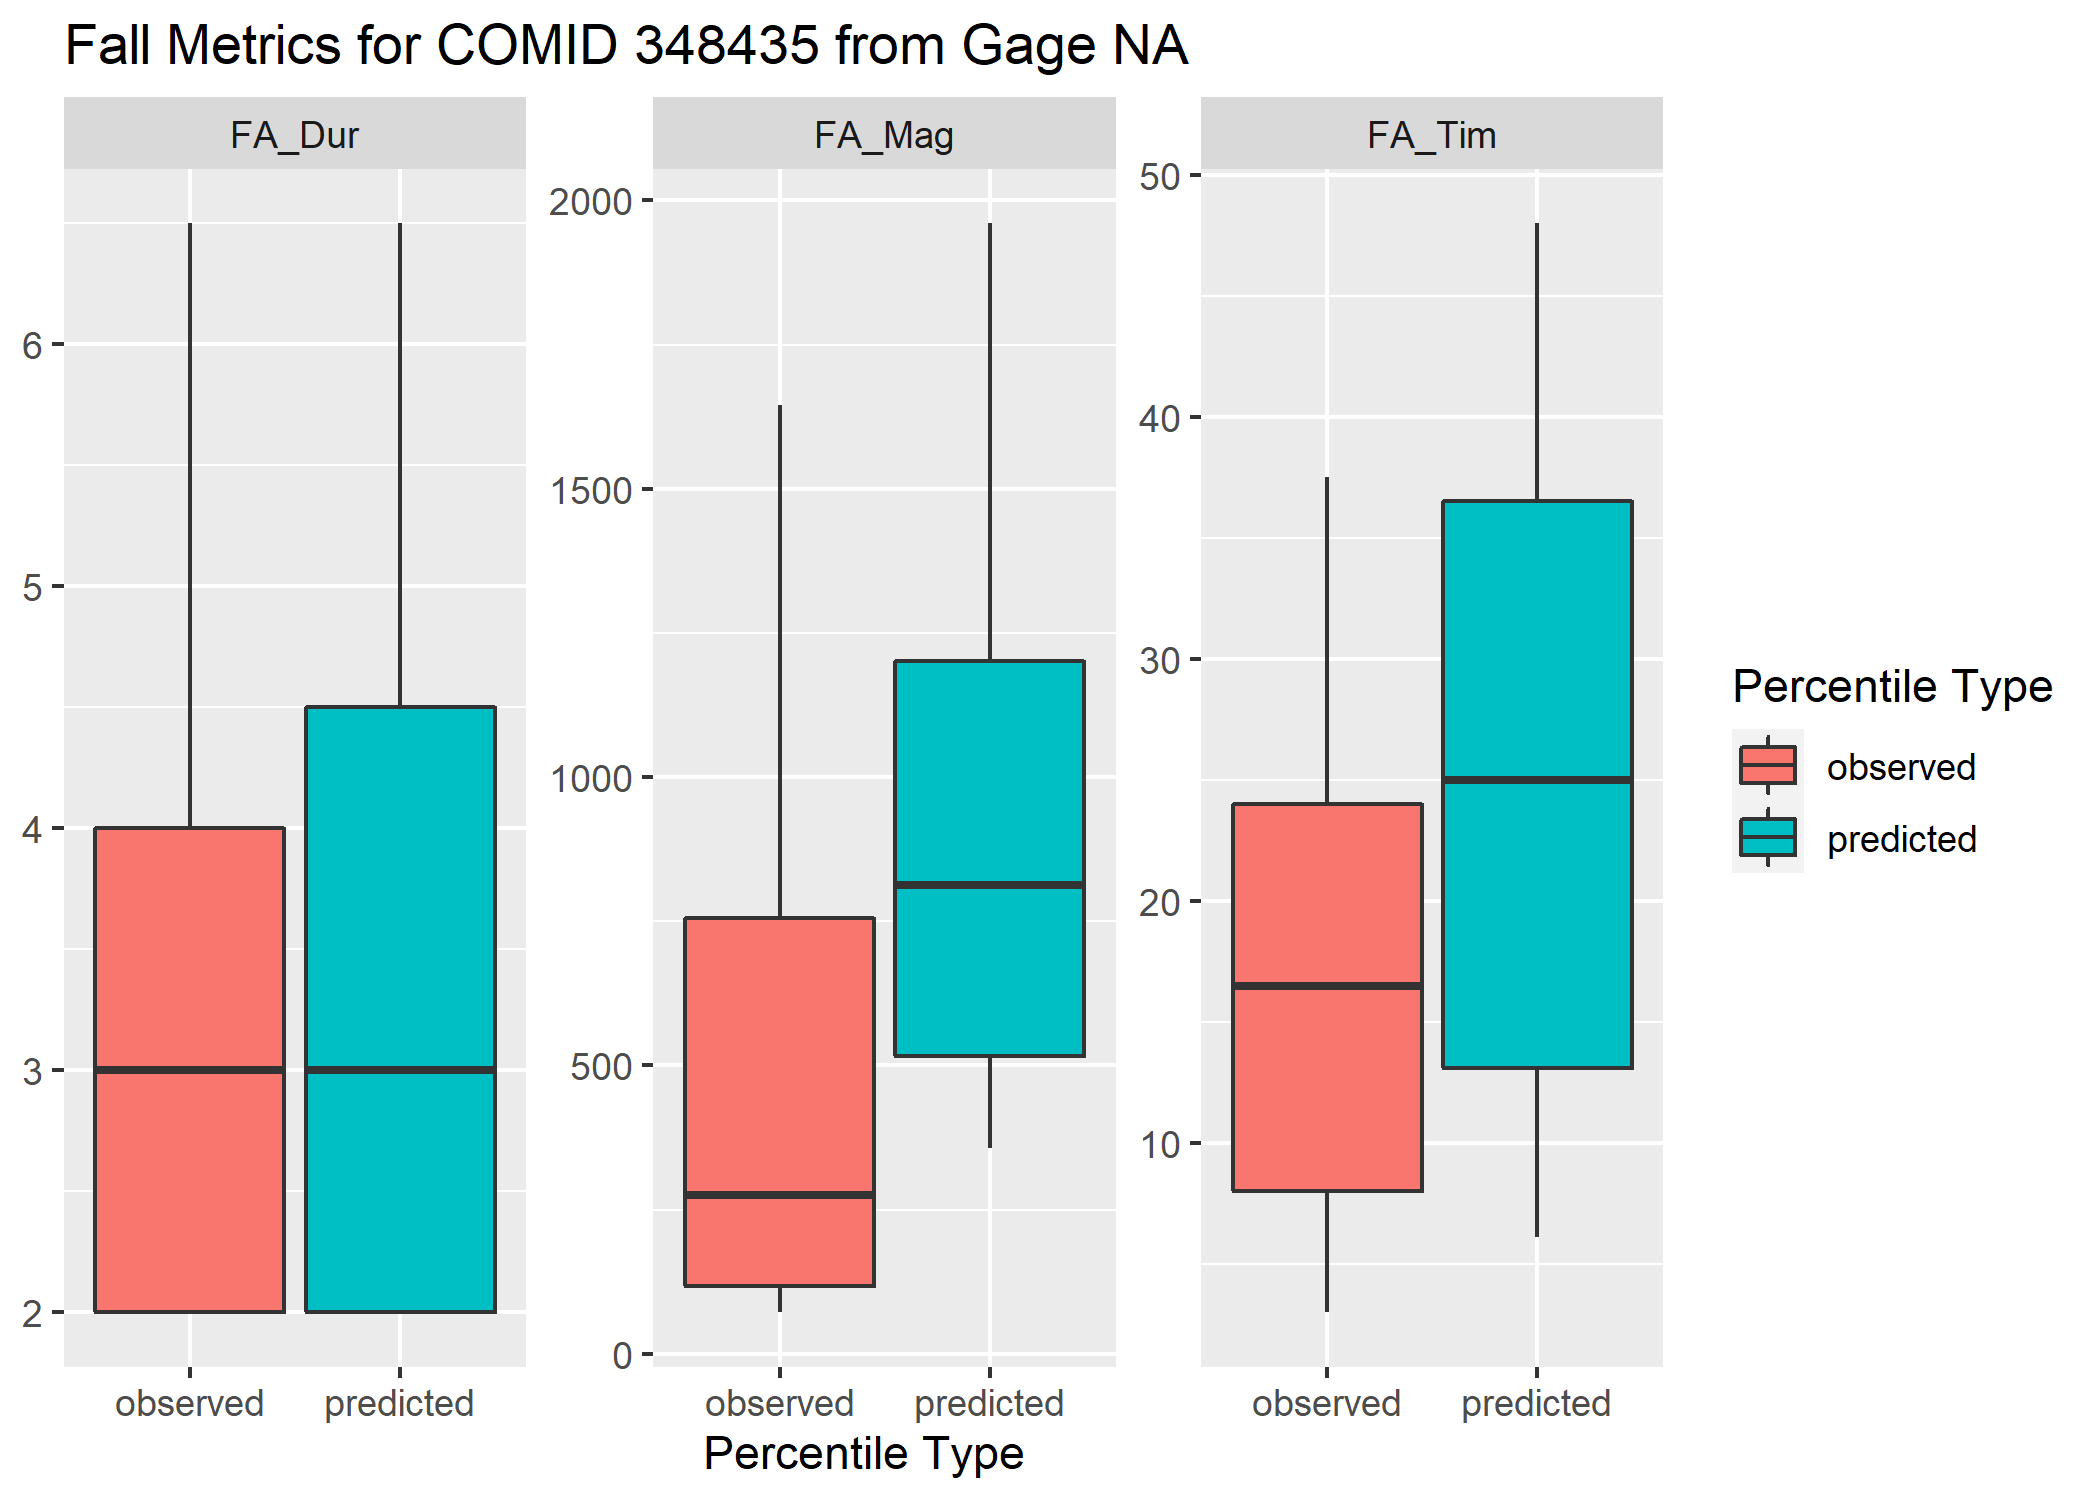 Fall Metrics for COMID 348435 from Gage NA
FA_Dur
FA_Mag
FA_Tim
6
5
4
3
2
2000
1500
1000
500
0
50
40
30
20
10
observed
predicted
observed
predicted
observed
predicted
Percentile Type
Percentile Type
observed
predicted